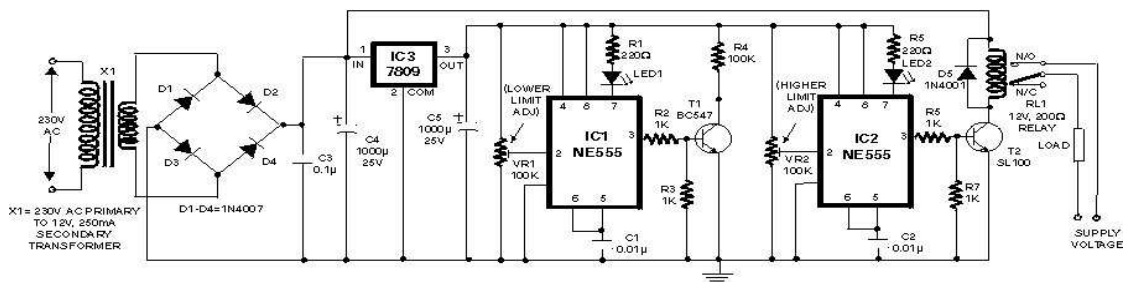 X1
230V
AC
X1= 230V AC PRIMARY
TO 12V, 250mA
SECONDARY
TRANSFORMER
D1
D2
D3
D4
D1-D4=1N4007
C3
0.1µ
+
C4
1000µ
25V
1
IN
IC3
7809
3
OUT
2
COM
+
C5
1000µ
25V
(LOWER
LIMIT
ADJ)
VR1
100K
R1
220Ω
LED1
4
8
7
IC1
NE555
2
3
6
5
1
C1
0.01µ
R2
1K
R3
1K
R4
100K
T1
BC547
(HIGHER
LIMIT
ADJ)
VR2
100K
R5
220Ω
LED2
4
8
7
IC2
NE555
2
3
6
5
1
C2
0.01µ
R5
1K
R7
1K
D5
1N4001
T2
SL100
N/O
N/C
RL1
12V, 200Ω
RELAY
LOAD
SUPPLY
VOLTAGE